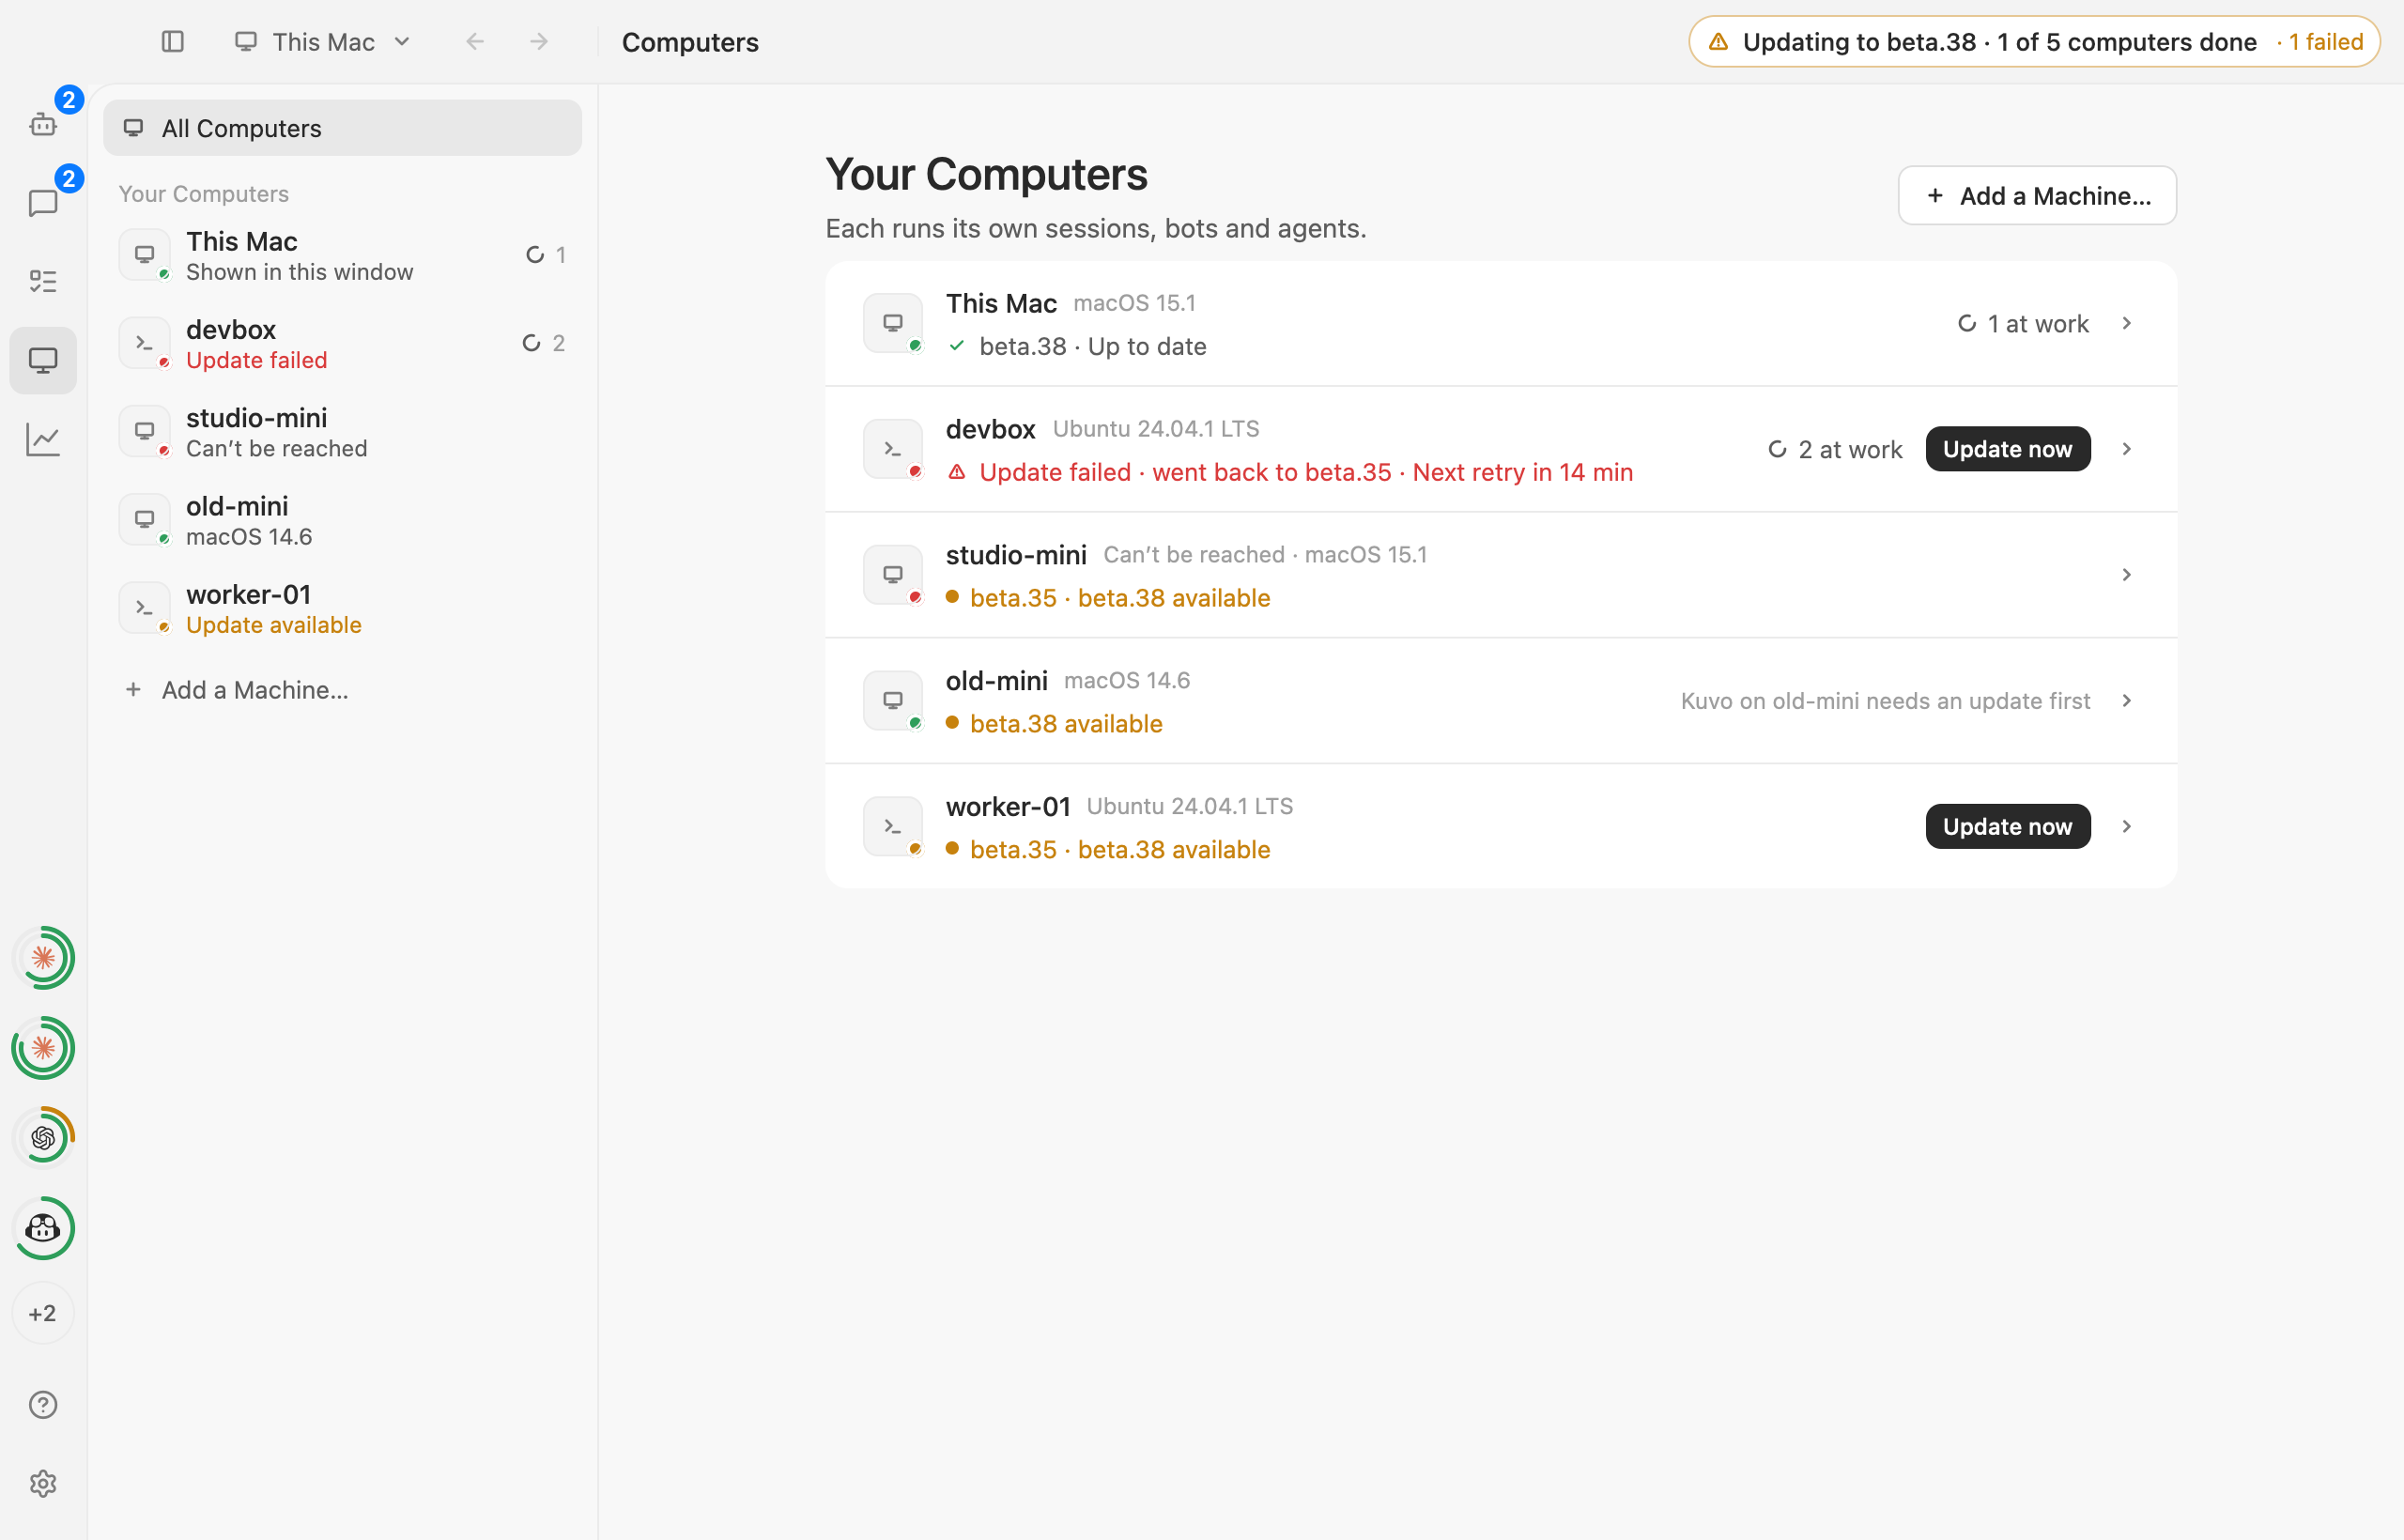 This Mac
Computers
Updating to beta.38 · 1 of 5 computers done · 1 failed
2
2
All Computers
Your Computers
This Mac
Shown in this window
1
devbox
Update failed
2
studio-mini
Can’t be reached
old-mini
macOS 14.6
worker-01
Update available
+ Add a Machine...
+2
Your Computers
Each runs its own sessions, bots and agents.
+ Add a Machine...
This Mac macOS 15.1
beta.38 · Up to date
1 at work
devbox Ubuntu 24.04.1 LTS
Update failed · went back to beta.35 · Next retry in 14 min
2 at work
Update now
studio-mini Can’t be reached · macOS 15.1
beta.35 · beta.38 available
old-mini macOS 14.6
beta.38 available
Kuvo on old-mini needs an update first
worker-01 Ubuntu 24.04.1 LTS
beta.35 · beta.38 available
Update now